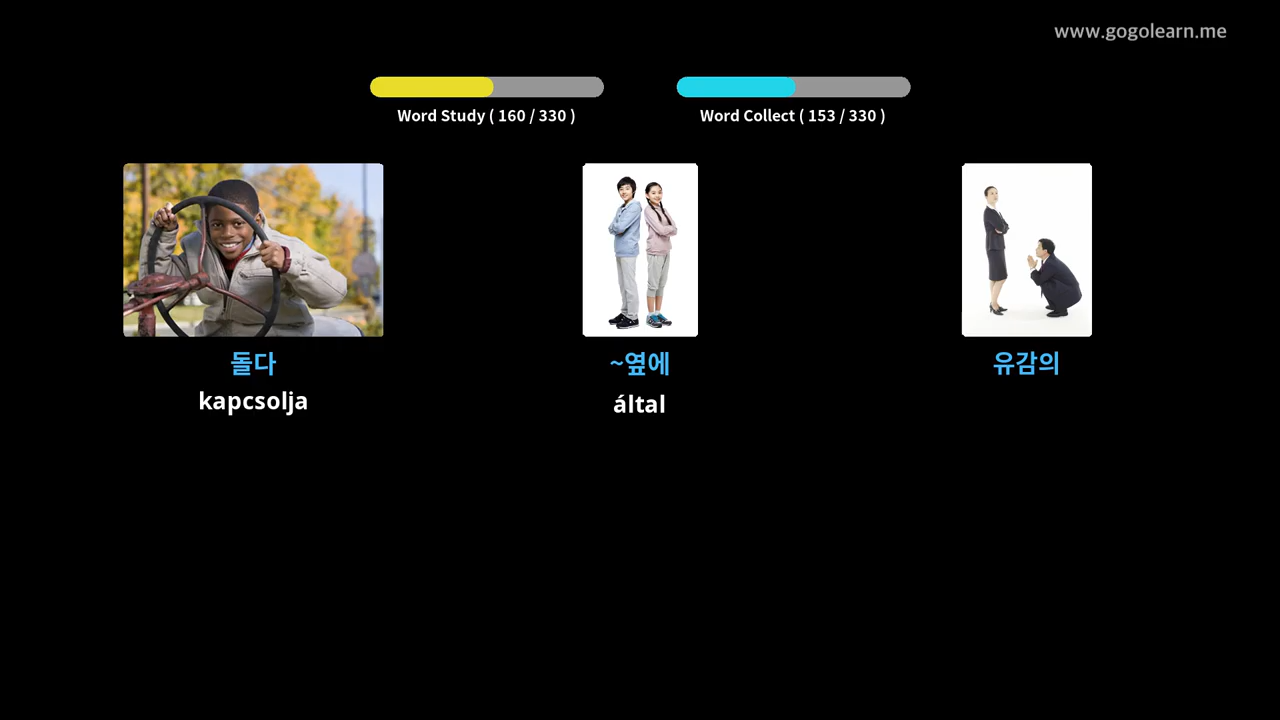 www.gogolearn.me
Word Study ( 160 / 330 )
Word Collect ( 153 / 330 )
돌다
kapcsolja
~옆에
által
유감의